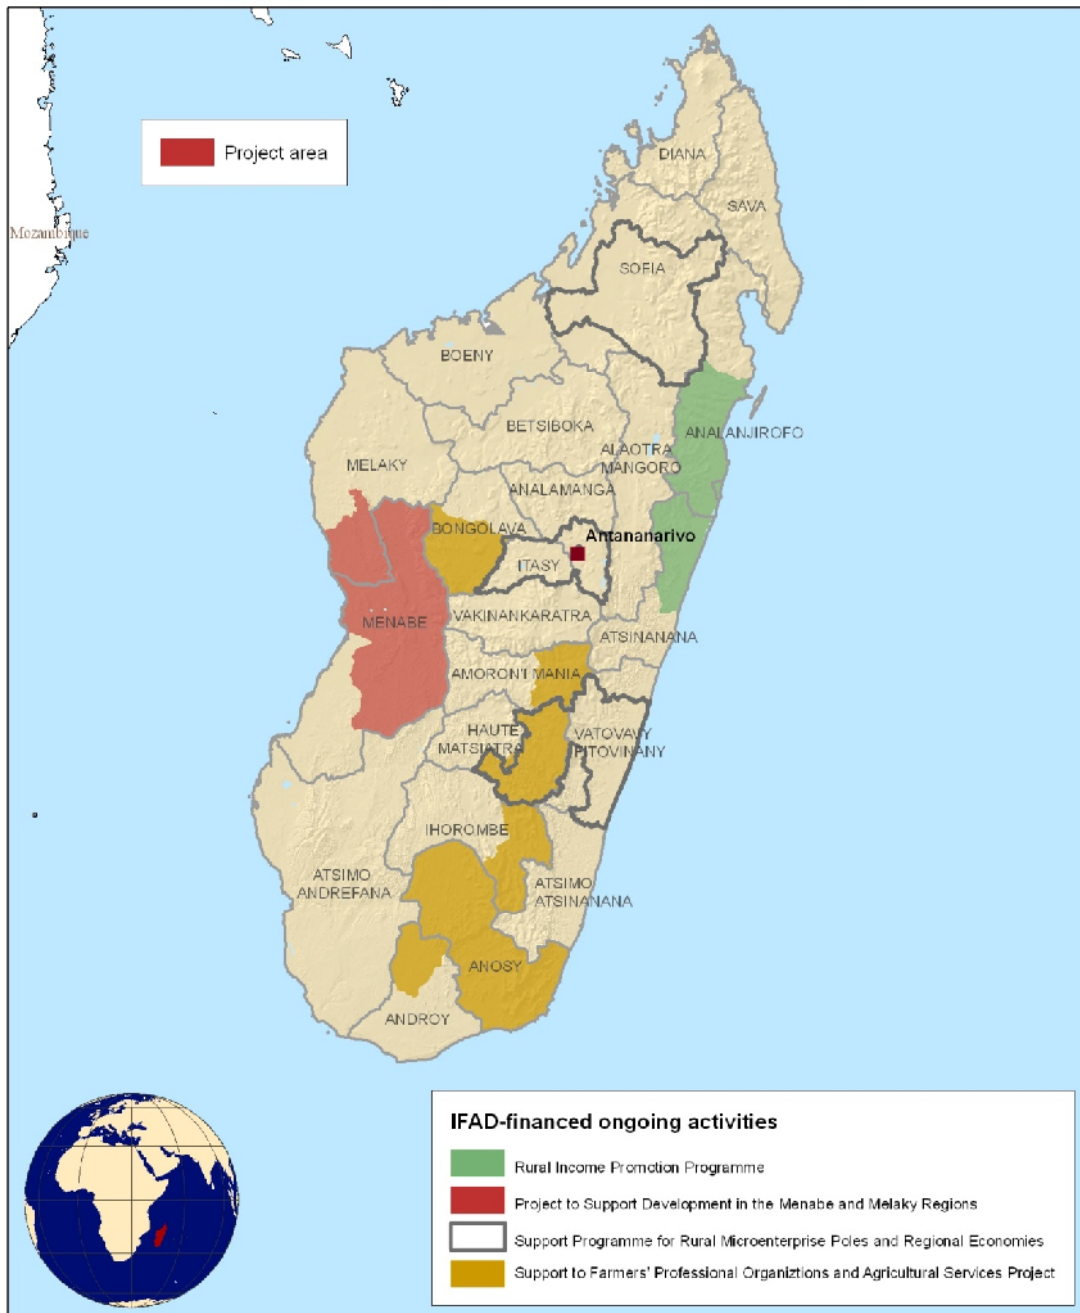 Project area
Mozambique
DIANA
SAVA
SOFIA
BOENY
BETSIBOKA
ANALANJIROFO
ALAOTRA
MANGORO
MELAKY
ANALAMANGA
BONGOLAVA
Antananarivo
ITASY
VAKINANKARATRA
MENABE
ATSINANANA
AMORON'I MANIA
HAUTE
MATSIATRA
VATOVAVY
FITOVINANY
IHOROMBE
ATSIMO
ANDREFANA
ATSIMO
ATSINANANA
ANOSY
ANDROY
IFAD-financed ongoing activities
Rural Income Promotion Programme
Project to Support Development in the Menabe and Melaky Regions
Support Programme for Rural Microenterprise Poles and Regional Economies
Support to Farmers' Professional Organiztions and Agricultural Services Project